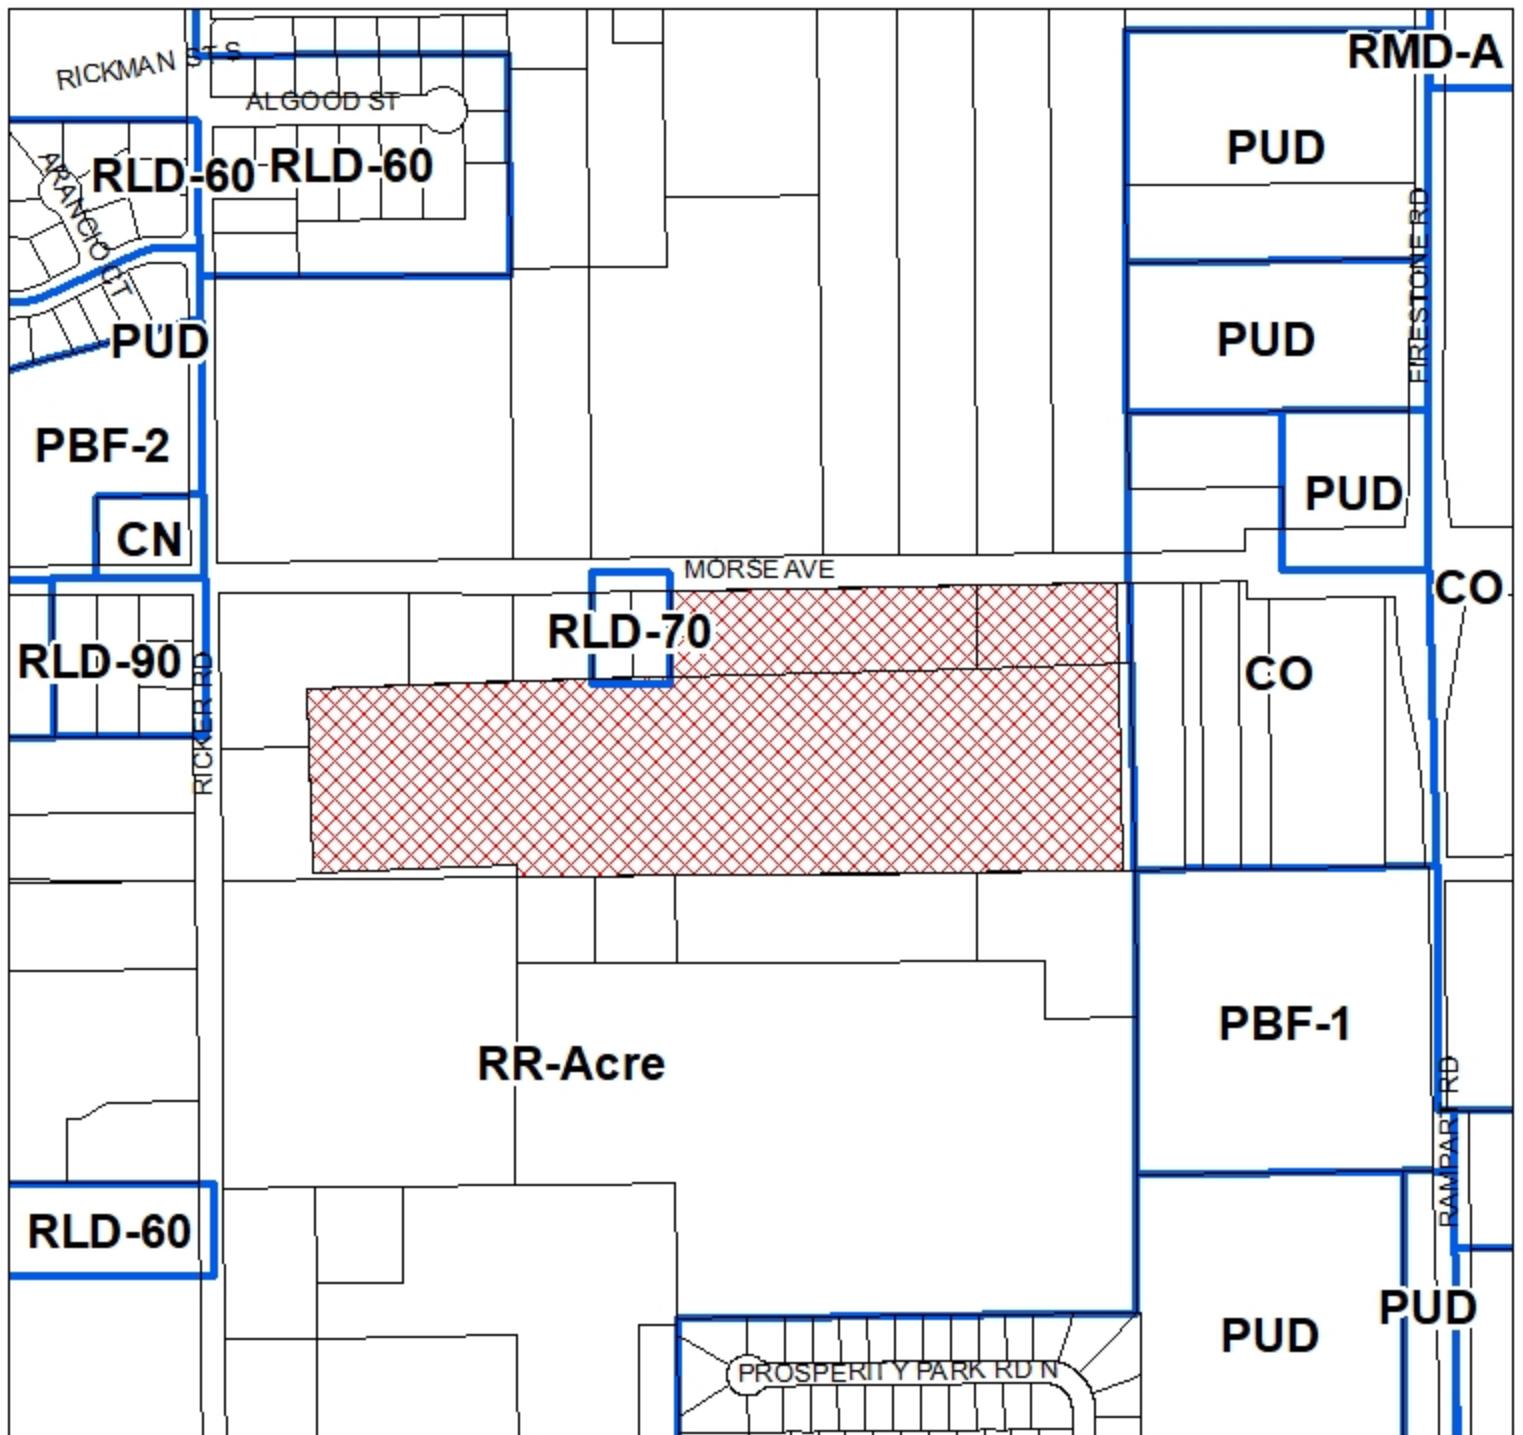 RMD-A
RICKMAN ST S
ALGOOD ST
PUD
RLD-60
RLD-60
ARANCIO CT
FIRESTONE RD
PUD
PUD
PBF-2
PUD
CN
MORSE AVE
CO
RLD-70
RLD-90
CO
RICKER RD
PBF-1
RR-Acre
RAMPART RD
RLD-60
PUD
PUD
PROSPERITY PARK RD N